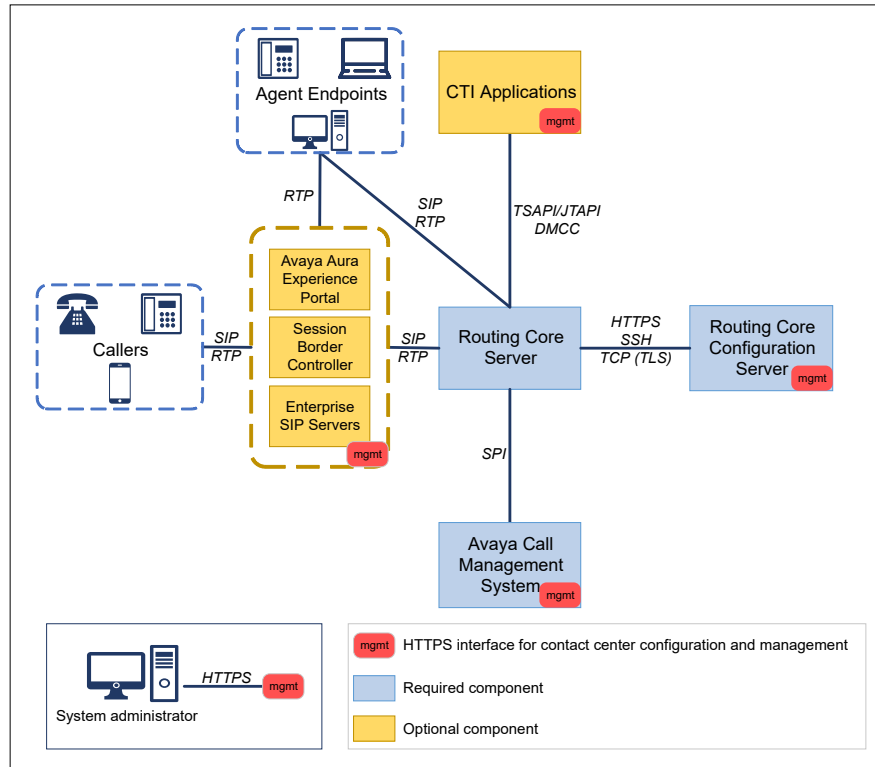 Agent Endpoints
CTI Applications
mgmt
RTP
SIP
RTP
TSAPI/JTAPI
DMCC
Avaya Aura
Experience
Portal
Session
Border
Controller
Enterprise
SIP Servers
mgmt
Callers
SIP
RTP
SIP
RTP
Routing Core
Server
HTTPS
SSH
TCP (TLS)
Routing Core
Configuration
Server
mgmt
SPI
Avaya Call
Management
System
mgmt
System administrator
HTTPS
mgmt
mgmt
HTTPS interface for contact center configuration and management
Required component
Optional component